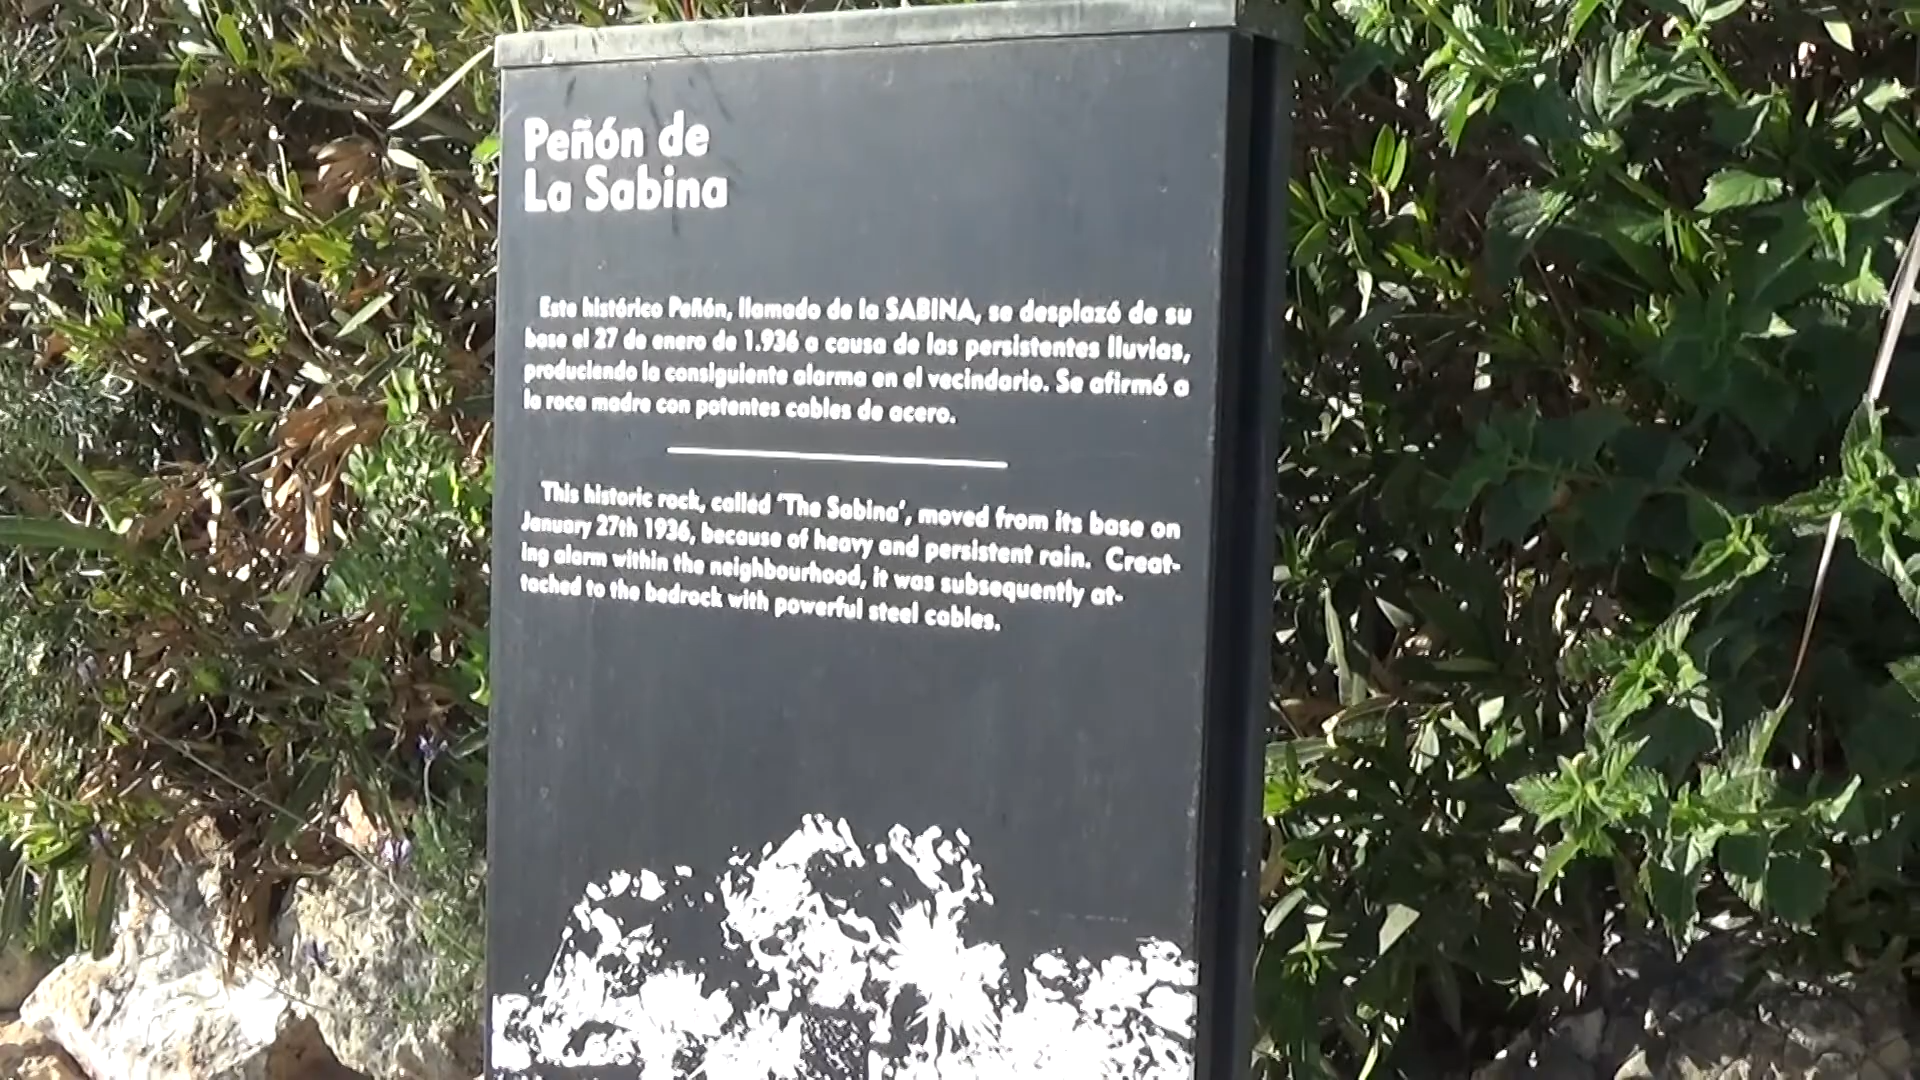 Peñón de
La Sabina
Este histórico Peñón, llamado de la SABINA, se desplazó de su
base el 27 de enero de 1.936 a causa de las persistentes lluvias,
produciendo la consiguiente alarma en el vecindario. Se afirmó a
la roca madre con potentes cables de acero.
This historic rock, called 'The Sabina', moved from its base on
January 27th 1936, because of heavy and persistent rain. Creat-
ing alarm within the neighbourhood, it was subsequently at-
tached to the bedrock with powerful steel cables.